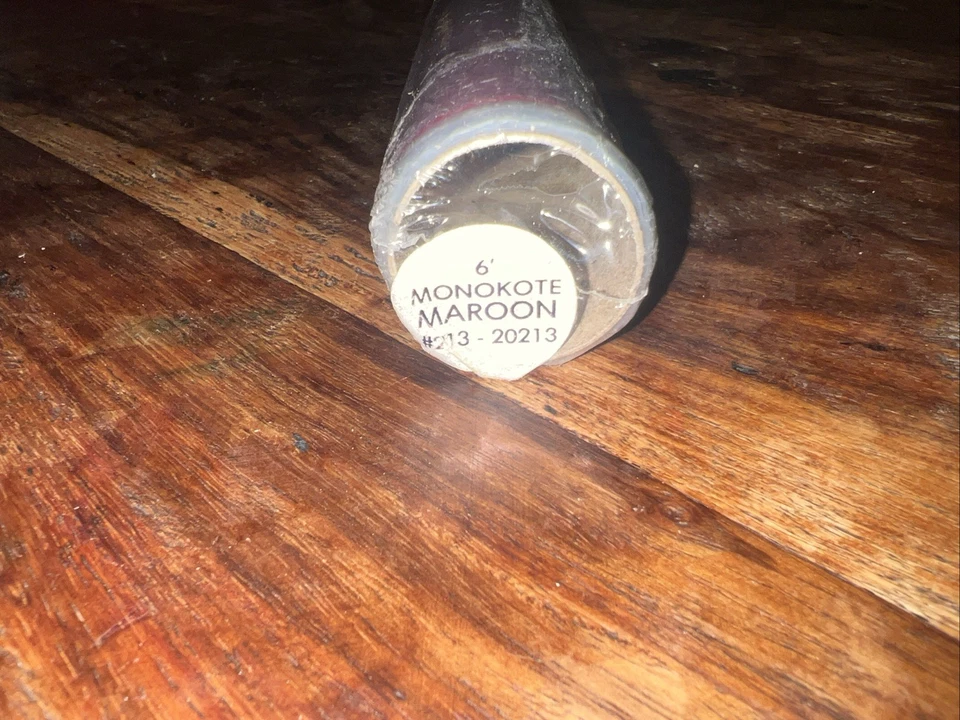 6'
MONOKOTE
MAROON
#213 - 20213